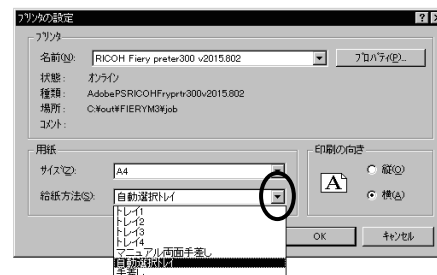 プリンタの設定
プリンタ
名前(N):
RICOH Fiery preter300 v2015.802
プロパティ(P)...
状態:
オンライン
種類:
AdobePSRICOHFryprtr300v2015802
場所:
C:¥out¥FIERYM3¥job
コメント:
用紙
サイズ(Z):
A4
給紙方法(S):
自動選択トレイ
印刷の向き
A
縦(O)
横(A)
トレイ1
トレイ2
トレイ3
トレイ4
マニュアル両面手差し
自動選択トレイ
手差し
OK
キャンセル